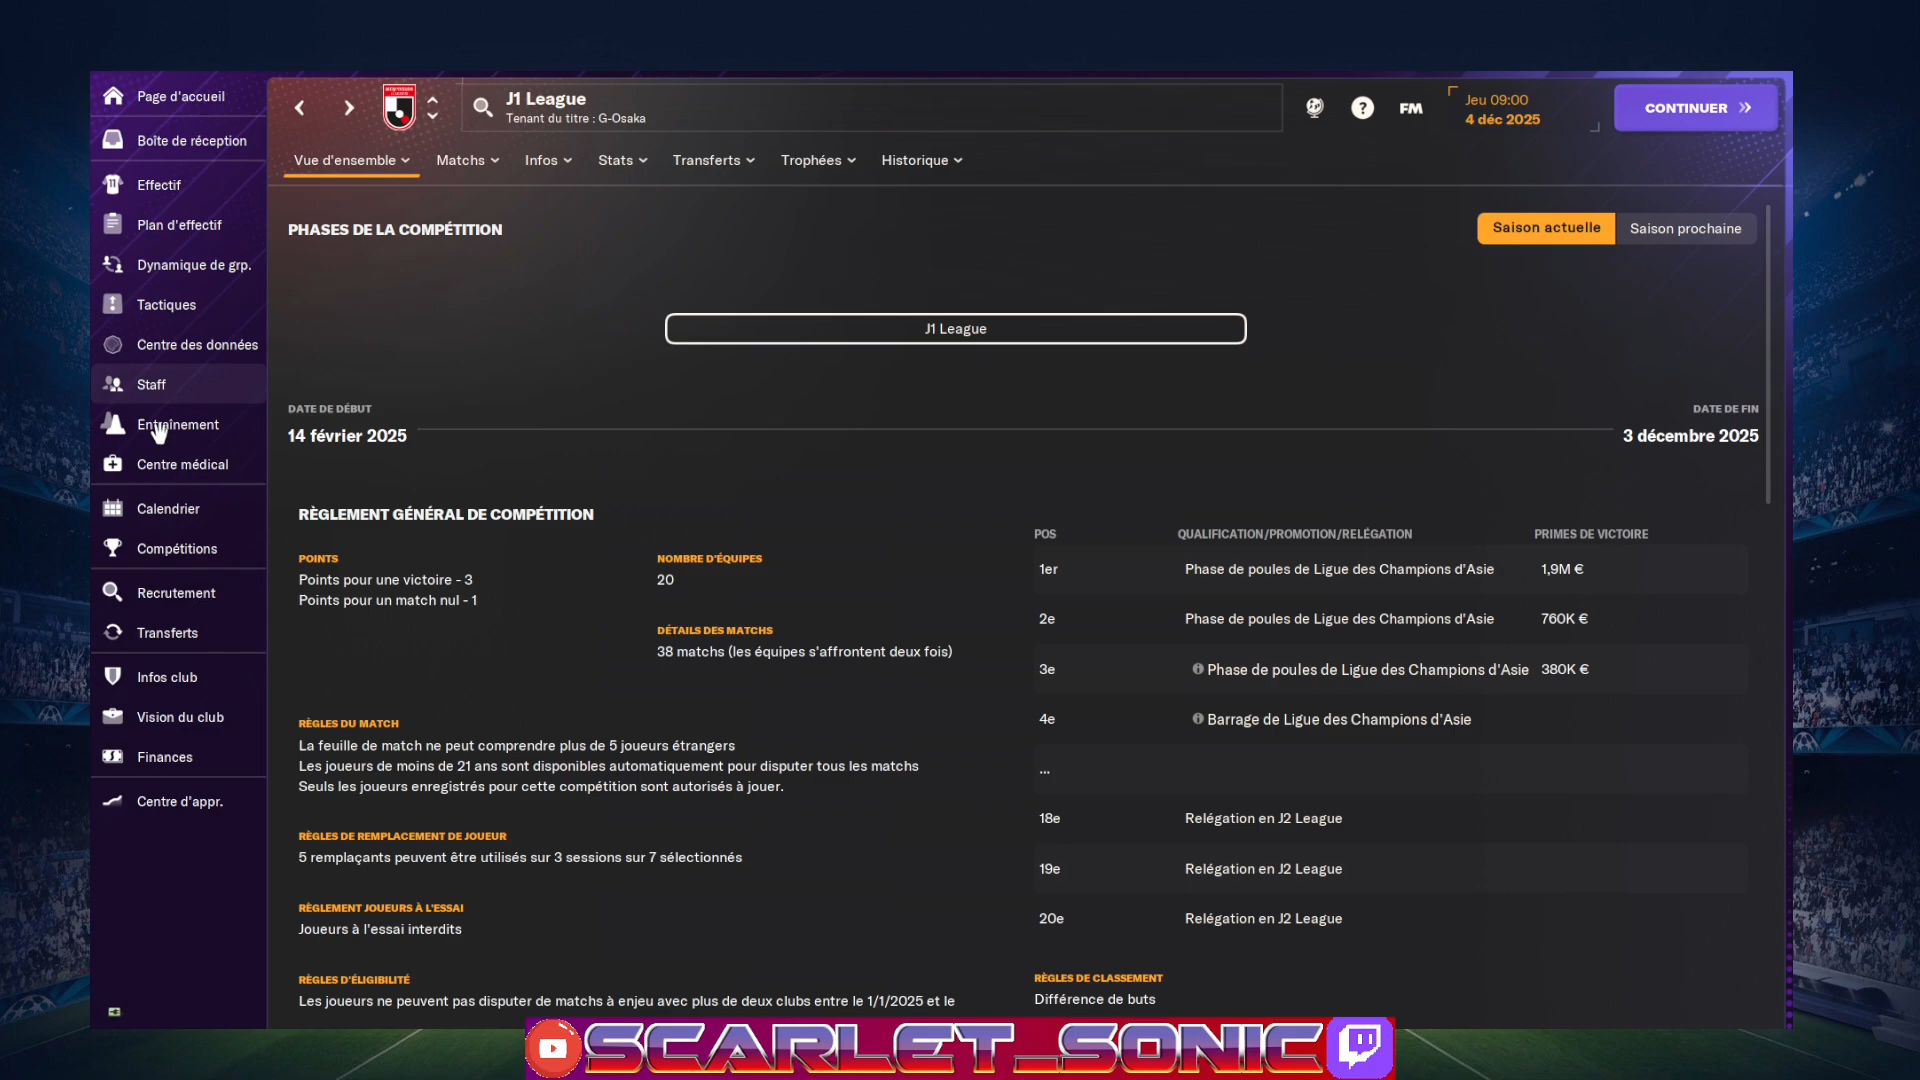 Page d'accueil
Boîte de réception
Effectif
Plan d'effectif
Dynamique de grp.
Tactiques
Centre des données
Staff
Entraînement
Centre médical
Calendrier
Compétitions
Recrutement
Transferts
Infos club
Vision du club
Finances
Centre d'appr.
J1 League
Tenant du titre : G-Osaka
FM
Jeu 09:00
4 déc 2025
CONTINUER
Vue d'ensemble
Matchs
Infos
Stats
Transferts
Trophées
Historique
PHASES DE LA COMPÉTITION
Saison actuelle
Saison prochaine
J1 League
DATE DE DÉBUT
14 février 2025
DATE DE FIN
3 décembre 2025
RÈGLEMENT GÉNÉRAL DE COMPÉTITION
POINTS
Points pour une victoire - 3
Points pour un match nul - 1
NOMBRE D'ÉQUIPES
20
DÉTAILS DES MATCHS
38 matchs (les équipes s'affrontent deux fois)
RÈGLES DU MATCH
La feuille de match ne peut comprendre plus de 5 joueurs étrangers
Les joueurs de moins de 21 ans sont disponibles automatiquement pour disputer tous les matchs
Seuls les joueurs enregistrés pour cette compétition sont autorisés à jouer.
RÈGLES DE REMPLACEMENT DE JOUEUR
5 remplaçants peuvent être utilisés sur 3 sessions sur 7 sélectionnés
RÈGLEMENT JOUEURS À L'ESSAI
Joueurs à l'essai interdits
RÈGLES D'ÉLIGIBILITÉ
Les joueurs ne peuvent pas disputer de matchs à enjeu avec plus de deux clubs entre le 1/1/2025 et le
POS QUALIFICATION/PROMOTION/RELÉGATION PRIMES DE VICTOIRE
1er Phase de poules de Ligue des Champions d'Asie 1,9M €
2e Phase de poules de Ligue des Champions d'Asie 760K €
3e Phase de poules de Ligue des Champions d'Asie 380K €
4e Barrage de Ligue des Champions d'Asie
...
18e Relégation en J2 League
19e Relégation en J2 League
20e Relégation en J2 League
RÈGLES DE CLASSEMENT
Différence de buts
SCARLET_SONIC